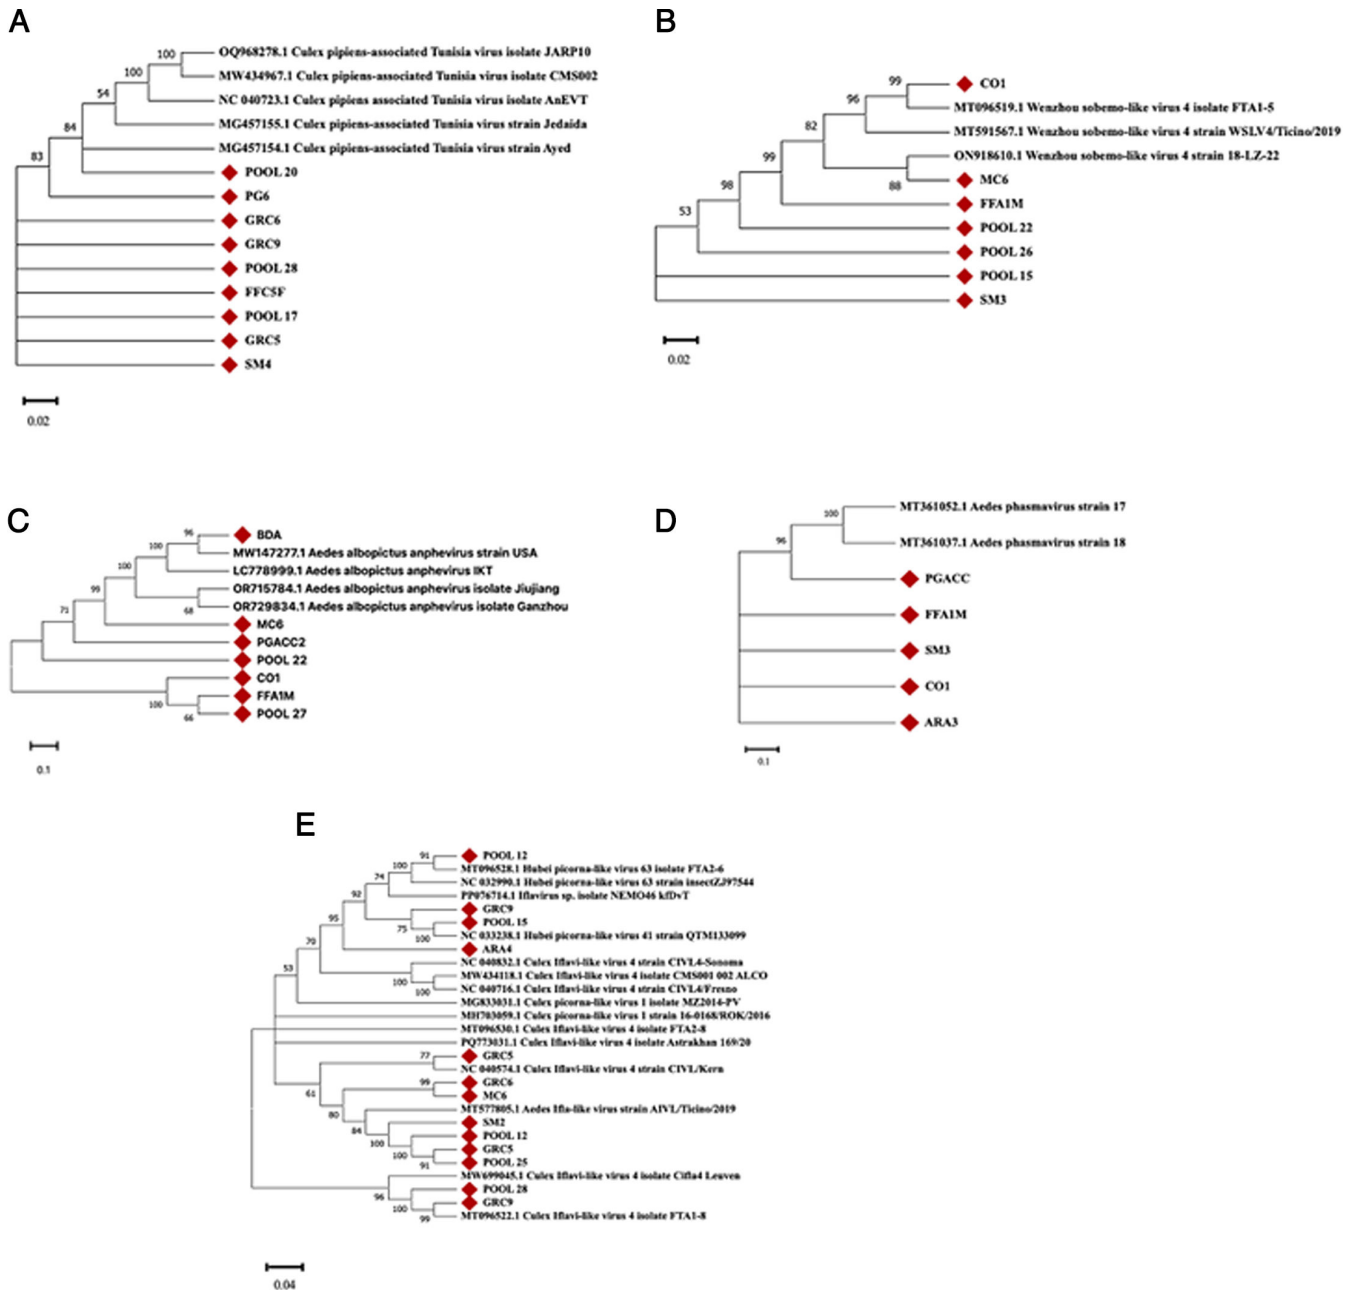 A
100
OQ968278.1 Culex pipiens-associated Tunisia virus isolate JARP10
100
MW434967.1 Culex pipiens-associated Tunisia virus isolate CMS002
54
NC 040723.1 Culex pipiens associated Tunisia virus isolate AnEVT
84
MG457155.1 Culex pipiens-associated Tunisia virus strain Jedaida
83
MG457154.1 Culex pipiens-associated Tunisia virus strain Ayed
POOL 20
PG6
GRC6
GRC9
POOL 28
FFC5F
POOL 17
GRC5
SM4
0.02
B
99
CO1
96
MT096519.1 Wenzhou sobemo-like virus 4 isolate FTA1-5
82
MT591567.1 Wenzhou sobemo-like virus 4 strain WSLV4/Ticino/2019
99
ON918610.1 Wenzhou sobemo-like virus 4 strain 18-LZ-22
98
88
MC6
53
FFA1M
POOL 22
POOL 26
POOL 15
SM3
0.02
C
96
BDA
100
MW147277.1 Aedes albopictus anphevirus strain USA
100
LC778999.1 Aedes albopictus anphevirus IKT
99
OR715784.1 Aedes albopictus anphevirus isolate Jiujiang
71
68
OR729834.1 Aedes albopictus anphevirus isolate Ganzhou
MC6
PGACC2
POOL 22
CO1
100
FFA1M
66
POOL 27
0.1
D
100
MT361052.1 Aedes phasmavirus strain 17
96
MT361037.1 Aedes phasmavirus strain 18
PGACC
FFA1M
SM3
CO1
ARA3
0.1
E
91
POOL 12
100
MT096528.1 Hubei picorna-like virus 63 isolate FTA2-6
74
NC 032990.1 Hubei picorna-like virus 63 strain insectZJ97544
92
PP076714.1 Iflavirus sp. isolate NEMO46 kfDvT
95
GRC9
75
POOL 15
100
NC 033238.1 Hubei picorna-like virus 41 strain QTM133099
70
ARA4
53
NC 040832.1 Culex Iflavi-like virus 4 strain CIVL4-Sonoma
100
MW434118.1 Culex Iflavi-like virus 4 isolate CMS001 002 ALCO
100
NC 040716.1 Culex Iflavi-like virus 4 strain CIVL4/Fresno
MG833031.1 Culex picorna-like virus 1 isolate MZ2014-PV
MH703059.1 Culex picorna-like virus 1 strain 16-0168/ROK/2016
MT096530.1 Culex Iflavi-like virus 4 isolate FTA2-8
PQ773031.1 Culex Iflavi-like virus 4 isolate Astrakhan 169/20
77
GRC5
NC 040574.1 Culex Iflavi-like virus 4 strain CIVL/Kern
61
99
GRC6
MC6
80
MT577805.1 Aedes Ifla-like virus strain AIVL/Ticino/2019
84
SM2
100
POOL 12
100
GRC5
91
POOL 25
MW699045.1 Culex Iflavi-like virus 4 isolate Cifla4 Leuven
96
POOL 28
100
GRC9
99
MT096522.1 Culex Iflavi-like virus 4 isolate FTA1-8
0.04